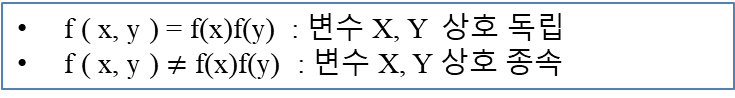 • f ( x, y ) = f(x)f(y) : 변수 X, Y 상호 독립
• f ( x, y ) ≠ f(x)f(y) : 변수 X, Y 상호 종속